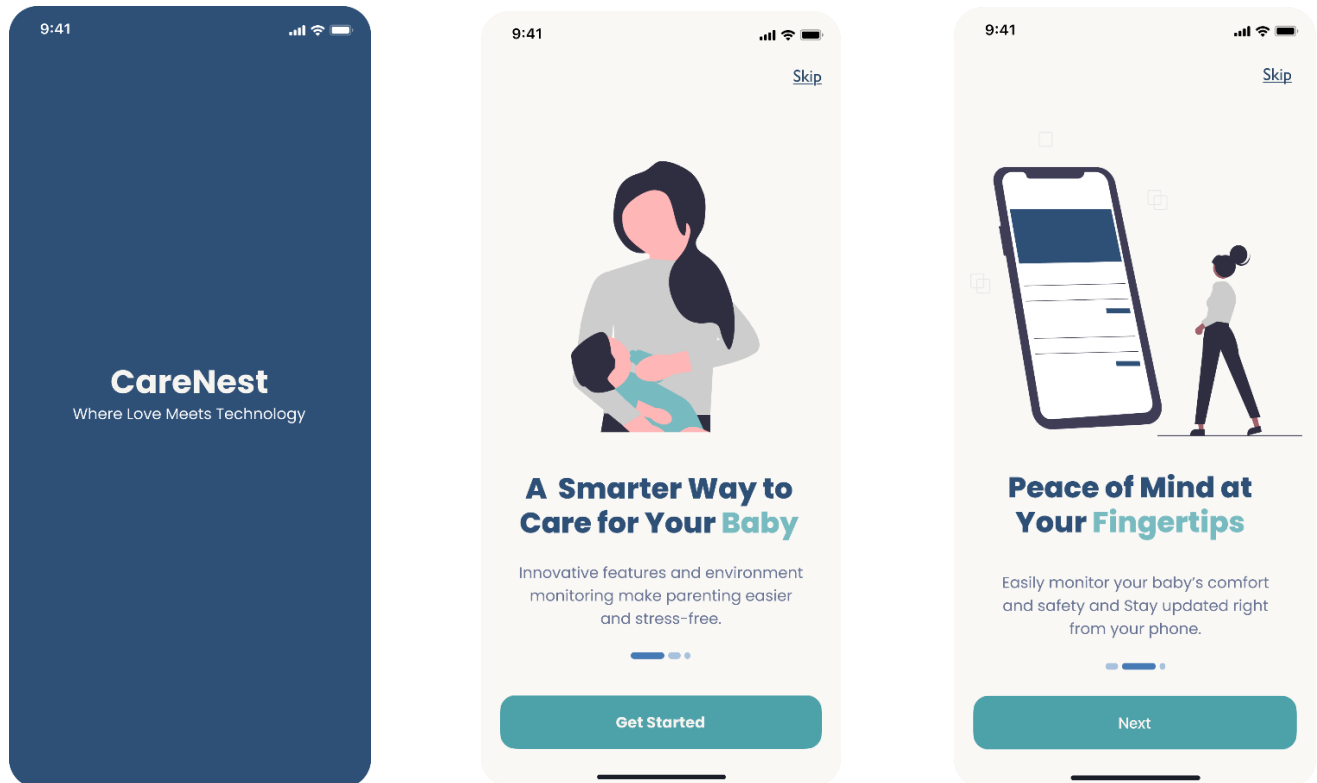 9:41
CareNest
Where Love Meets Technology
9:41
Skip
A Smarter Way to
Care for Your Baby
Innovative features and environment
monitoring make parenting easier
and stress-free.
Get Started
9:41
Skip
Peace of Mind at
Your Fingertips
Easily monitor your baby's comfort
and safety and Stay updated right
from your phone.
Next